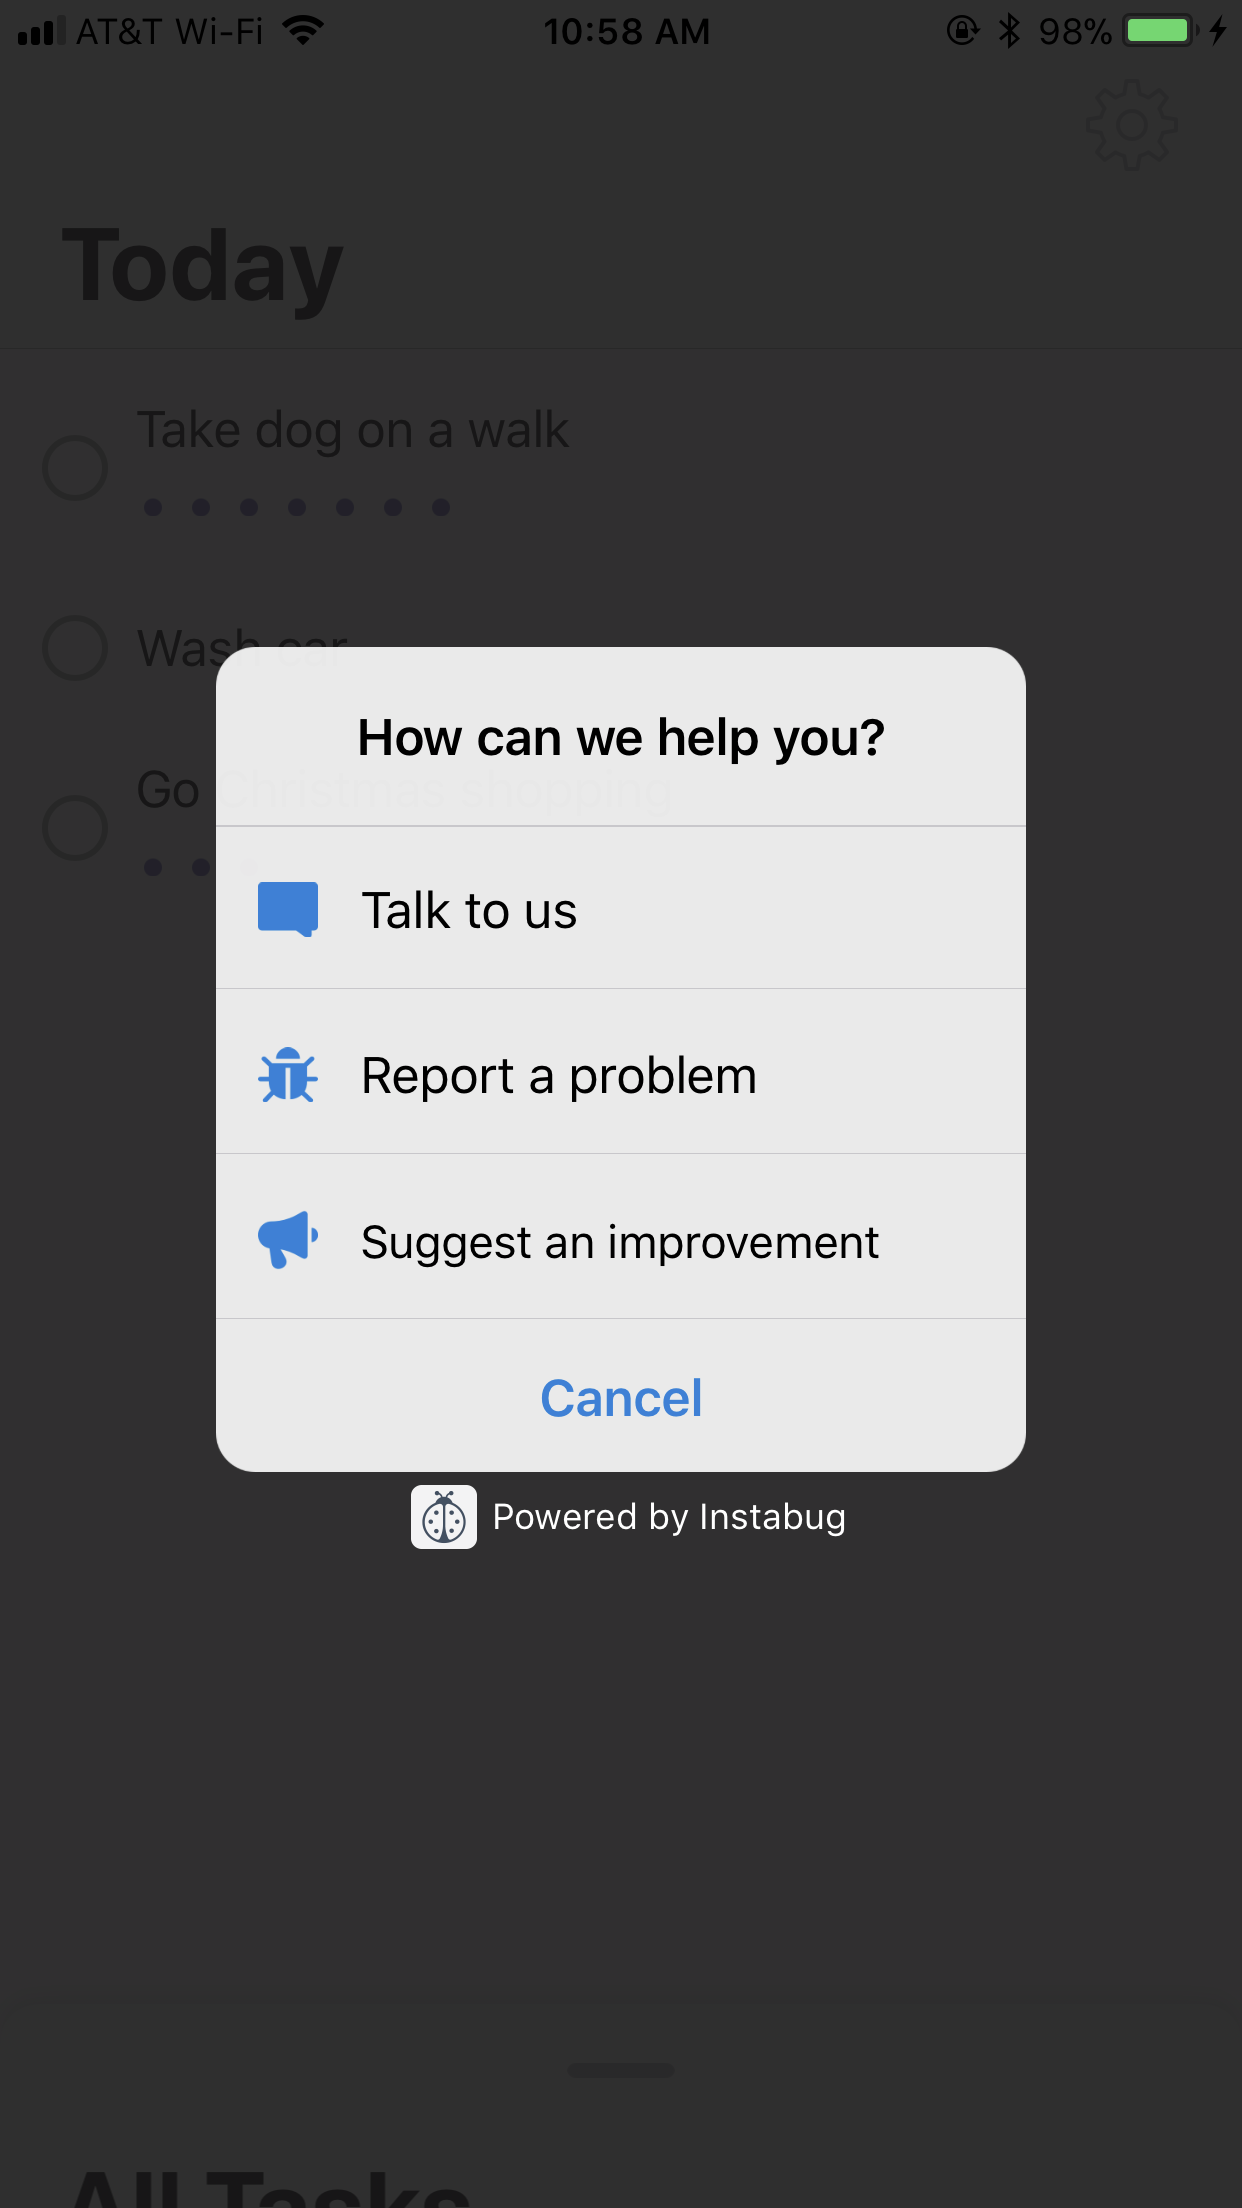 AT&T Wi-Fi 10:58 AM 98%
Today
Take dog on a walk
Wash car
Go Christmas shopping
How can we help you?
Talk to us
Report a problem
Suggest an improvement
Cancel
Powered by Instabug
All Tasks